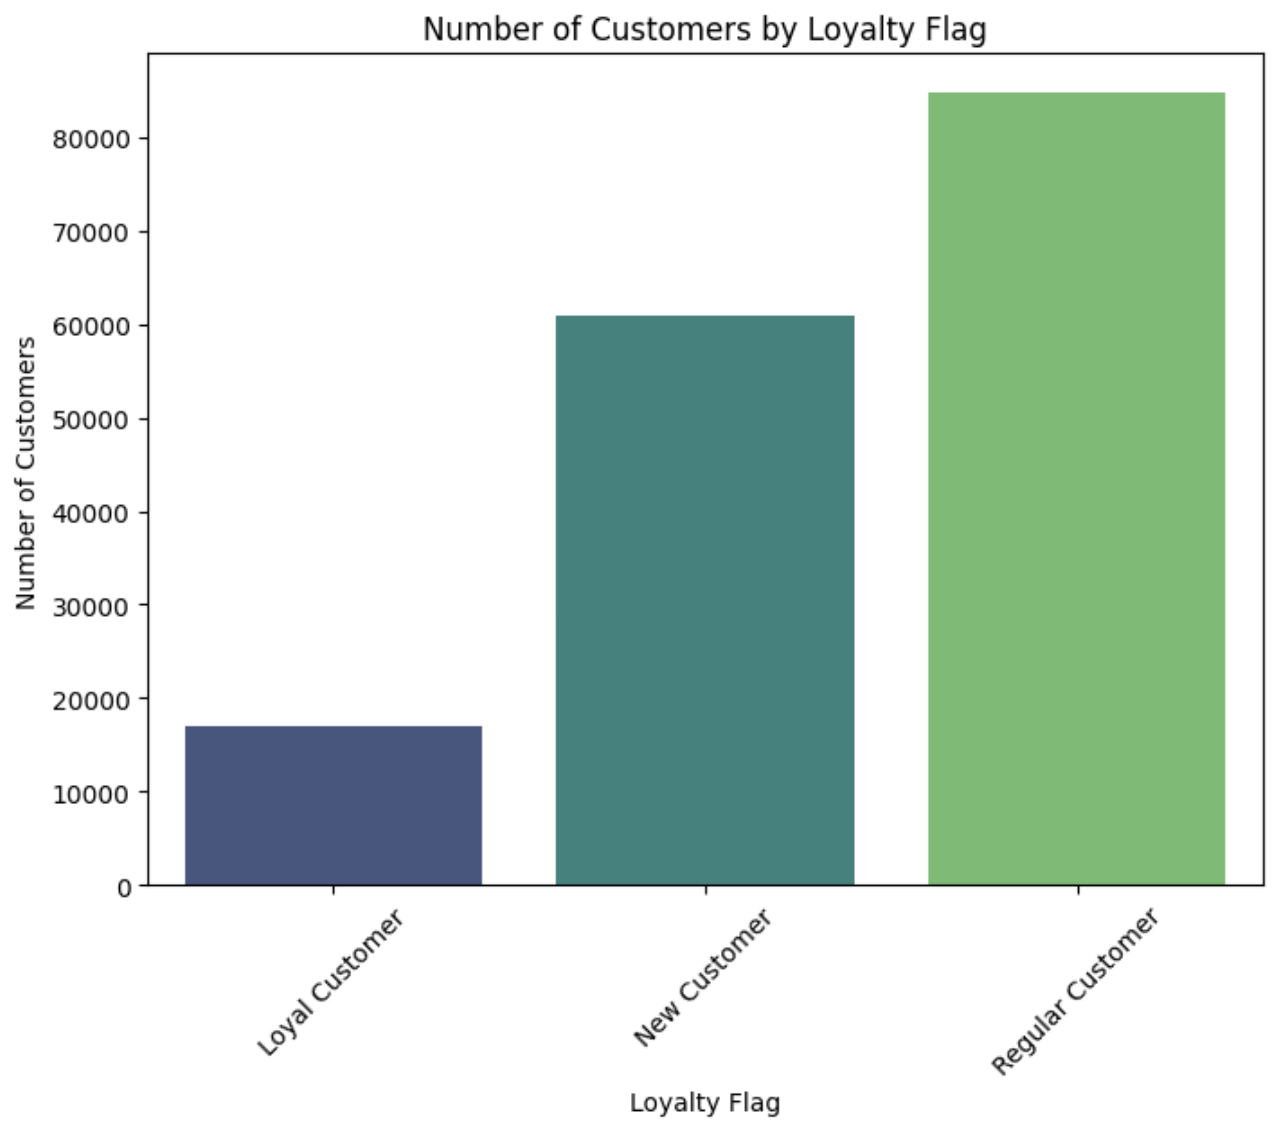 Number of Customers by Loyalty Flag
Number of Customers
80000
70000
60000
50000
40000
30000
20000
10000
0
Loyal Customer
New Customer
Regular Customer
Loyalty Flag